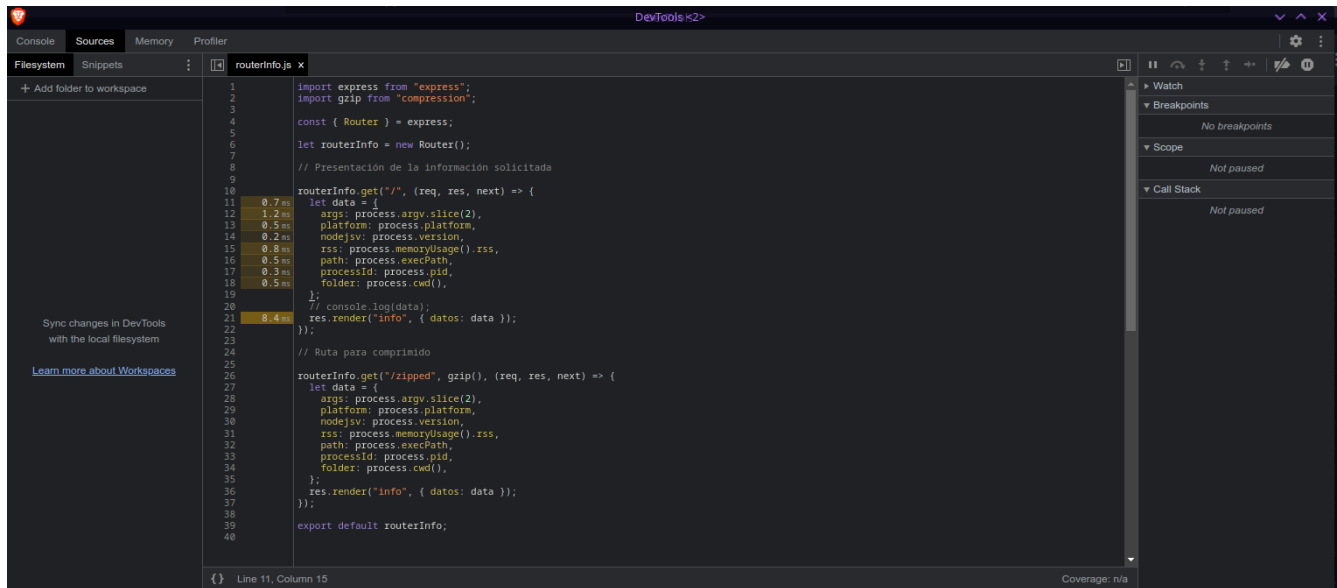 DevTools <2>
Console Sources Memory Profiler
Filesystem Snippets
+ Add folder to workspace
Sync changes in DevTools
with the local filesystem
Learn more about Workspaces
routerInfo.js x
1 import express from "express";
2 import gzip from "compression";
3
4 const { Router } = express;
5
6 let routerInfo = new Router();
7
8 // Presentación de la información solicitada
9
10 routerInfo.get("/", (req, res, next) => {
11 0.7 ms let data = {
12 1.2 ms args: process.argv.slice(2),
13 0.5 ms platform: process.platform,
14 0.2 ms nodejsv: process.version,
15 0.8 ms rss: process.memoryUsage().rss,
16 0.5 ms path: process.execPath,
17 0.3 ms processId: process.pid,
18 0.5 ms folder: process.cwd(),
19 };
20 // console.log(data);
21 8.4 ms res.render("info", { datos: data });
22 });
23
24 // Ruta para comprimido
25
26 routerInfo.get("/zipped", gzip(), (req, res, next) => {
27 let data = {
28 args: process.argv.slice(2),
29 platform: process.platform,
30 nodejsv: process.version,
31 rss: process.memoryUsage().rss,
32 path: process.execPath,
33 processId: process.pid,
34 folder: process.cwd(),
35 };
36 res.render("info", { datos: data });
37 });
38
39 export default routerInfo;
40
{} Line 11, Column 15 Coverage: n/a
Watch
Breakpoints
No breakpoints
Scope
Not paused
Call Stack
Not paused